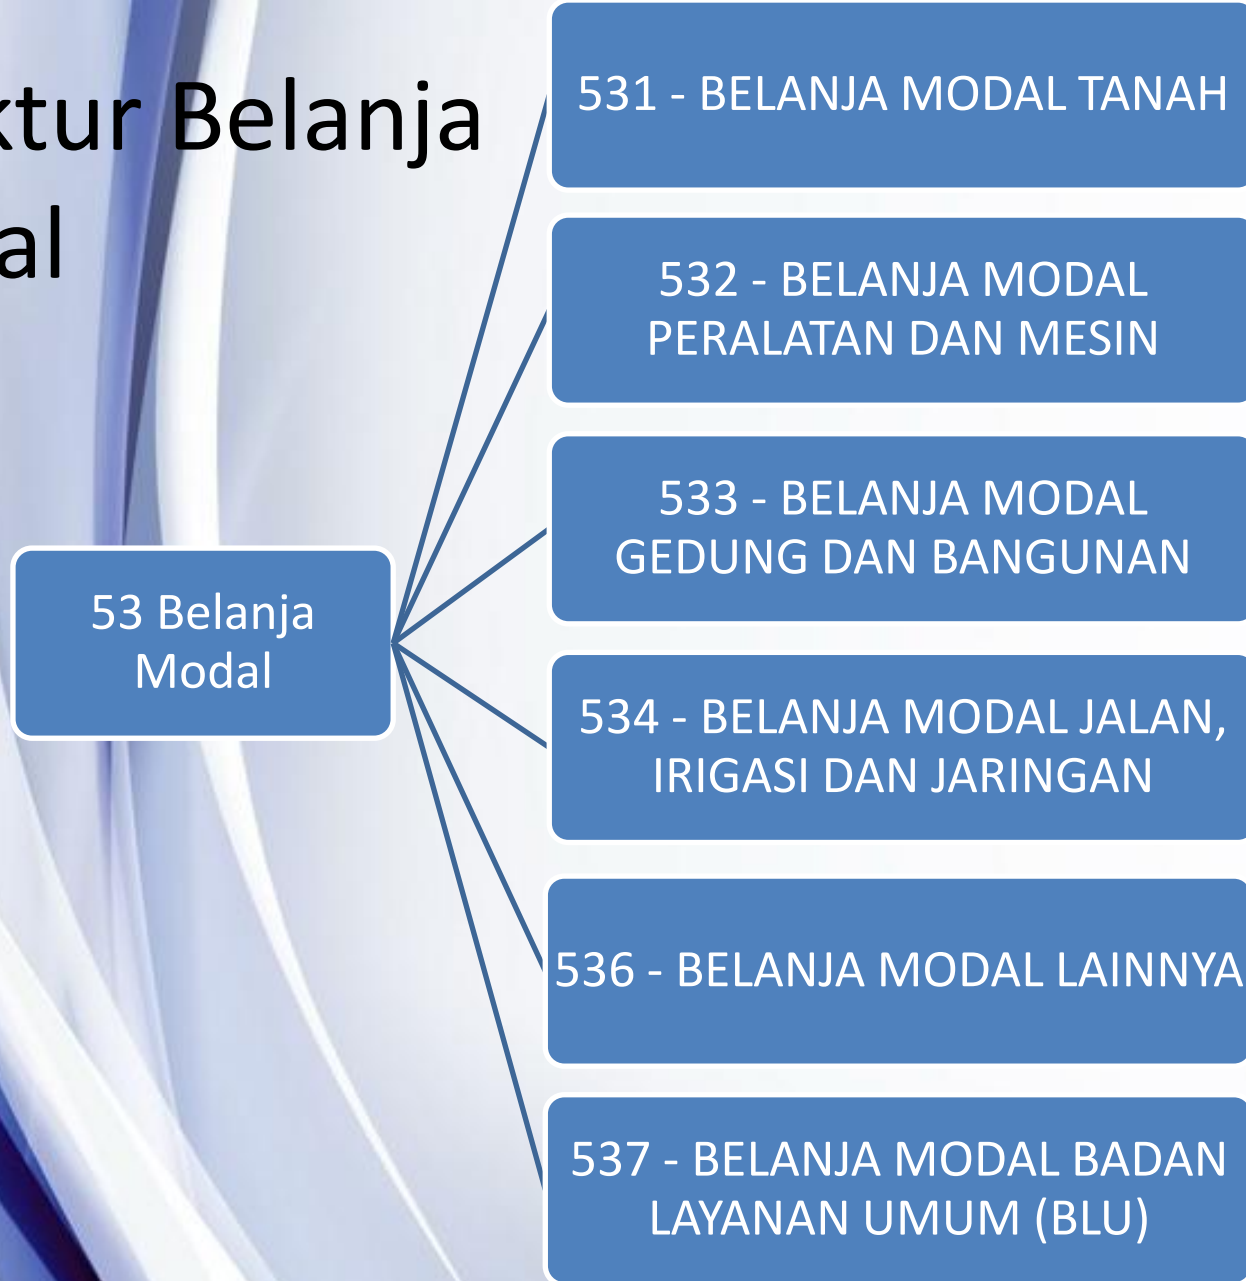 ktur Belanja
al
53 Belanja
Modal
531 - BELANJA MODAL TANAH
532 - BELANJA MODAL
PERALATAN DAN MESIN
533 - BELANJA MODAL
GEDUNG DAN BANGUNAN
534 - BELANJA MODAL JALAN,
IRIGASI DAN JARINGAN
536 - BELANJA MODAL LAINNYA
537 - BELANJA MODAL BADAN
LAYANAN UMUM (BLU)